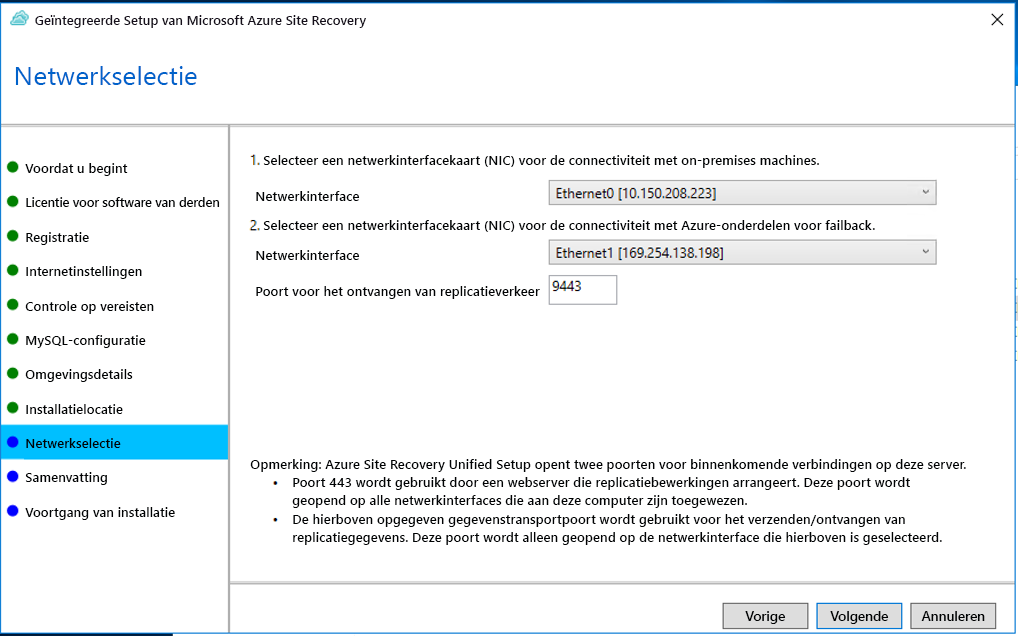 Geïntegreerde Setup van Microsoft Azure Site Recovery
Netwerkselectie
Voordat u begint
Licentie voor software van derden
Registratie
Internetinstellingen
Controle op vereisten
MySQL-configuratie
Omgevingsdetails
Installatielocatie
Netwerkselectie
Samenvatting
Voortgang van installatie
1. Selecteer een netwerkinterfacekaart (NIC) voor de connectiviteit met on-premises machines.
Netwerkinterface
Ethernet0 [10.150.208.223]
2. Selecteer een netwerkinterfacekaart (NIC) voor de connectiviteit met Azure-onderdelen voor failback.
Netwerkinterface
Ethernet1 [169.254.138.198]
Poort voor het ontvangen van replicatieverkeer
9443
Opmerking: Azure Site Recovery Unified Setup opent twee poorten voor binnenkomende verbindingen op deze server.
• Poort 443 wordt gebruikt door een webserver die replicatiebewerkingen arrangeert. Deze poort wordt
geopend op alle netwerkinterfaces die aan deze computer zijn toegewezen.
• De hierboven opgegeven gegevenstransportpoort wordt gebruikt voor het verzenden/ontvangen van
replicatiegegevens. Deze poort wordt alleen geopend op de netwerkinterface die hierboven is geselecteerd.
Vorige
Volgende
Annuleren